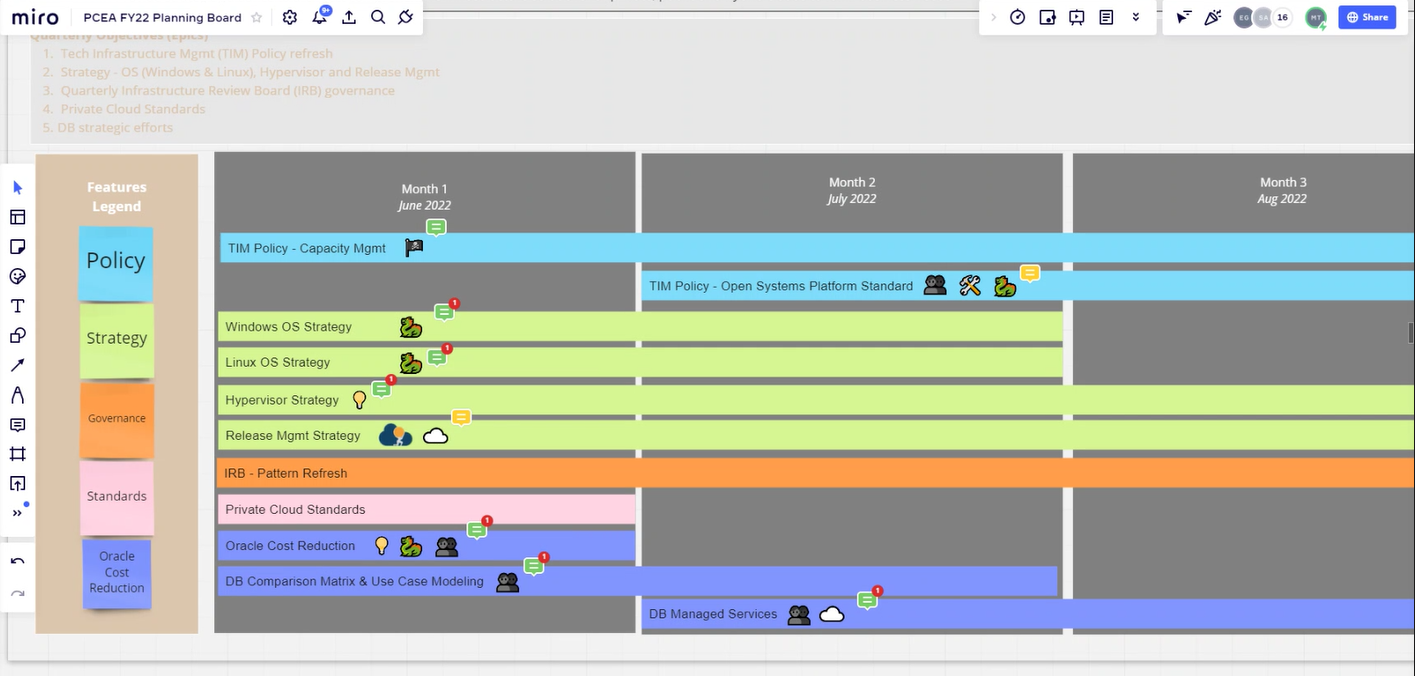 miro
PCEA FY22 Planning Board
9+
EG
SA
16
MT
Share
Quarterly Objectives (Epics)
1. Tech Infrastructure Mgmt (TIM) Policy refresh
2. Strategy - OS (Windows & Linux), Hypervisor and Release Mgmt
3. Quarterly Infrastructure Review Board (IRB) governance
4. Private Cloud Standards
5. DB strategic efforts
Features
Legend
Policy
Strategy
Governance
Standards
Oracle
Cost
Reduction
Month 1
June 2022
Month 2
July 2022
Month 3
Aug 2022
TIM Policy - Capacity Mgmt
TIM Policy - Open Systems Platform Standard
Windows OS Strategy
1
Linux OS Strategy
1
Hypervisor Strategy
1
Release Mgmt Strategy
IRB - Pattern Refresh
Private Cloud Standards
Oracle Cost Reduction
1
DB Comparison Matrix & Use Case Modeling
1
DB Managed Services
1